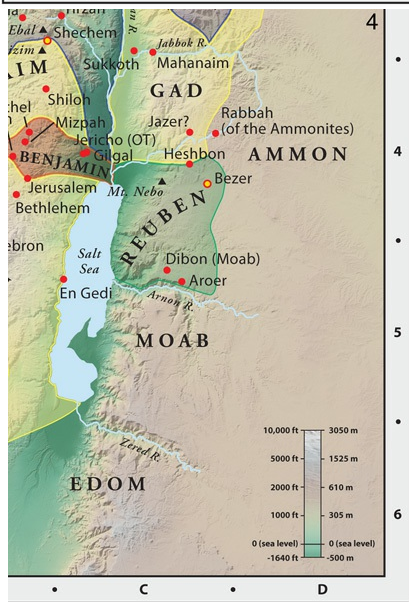 4
Ebal
Tirzah
Shechem
Jabbok R.
Sukkoth
Mahanaim
GAD
Shiloh
Mizpah
Jericho (OT)
Gilgal
BENJAMIN
Jazer?
Rabbah
(of the Ammonites)
Heshbon
AMMON
4
Mt. Nebo
Bezer
REUBEN
Jerusalem
Bethlehem
Salt
Sea
Dibon (Moab)
Aroer
En Gedi
Arnon R.
MOAB
5
Zered R.
EDOM
10,000 ft 3050 m
5000 ft 1525 m
2000 ft 610 m
1000 ft 305 m
0 (sea level) 0 (sea level)
-1640 ft -500 m
6
C D